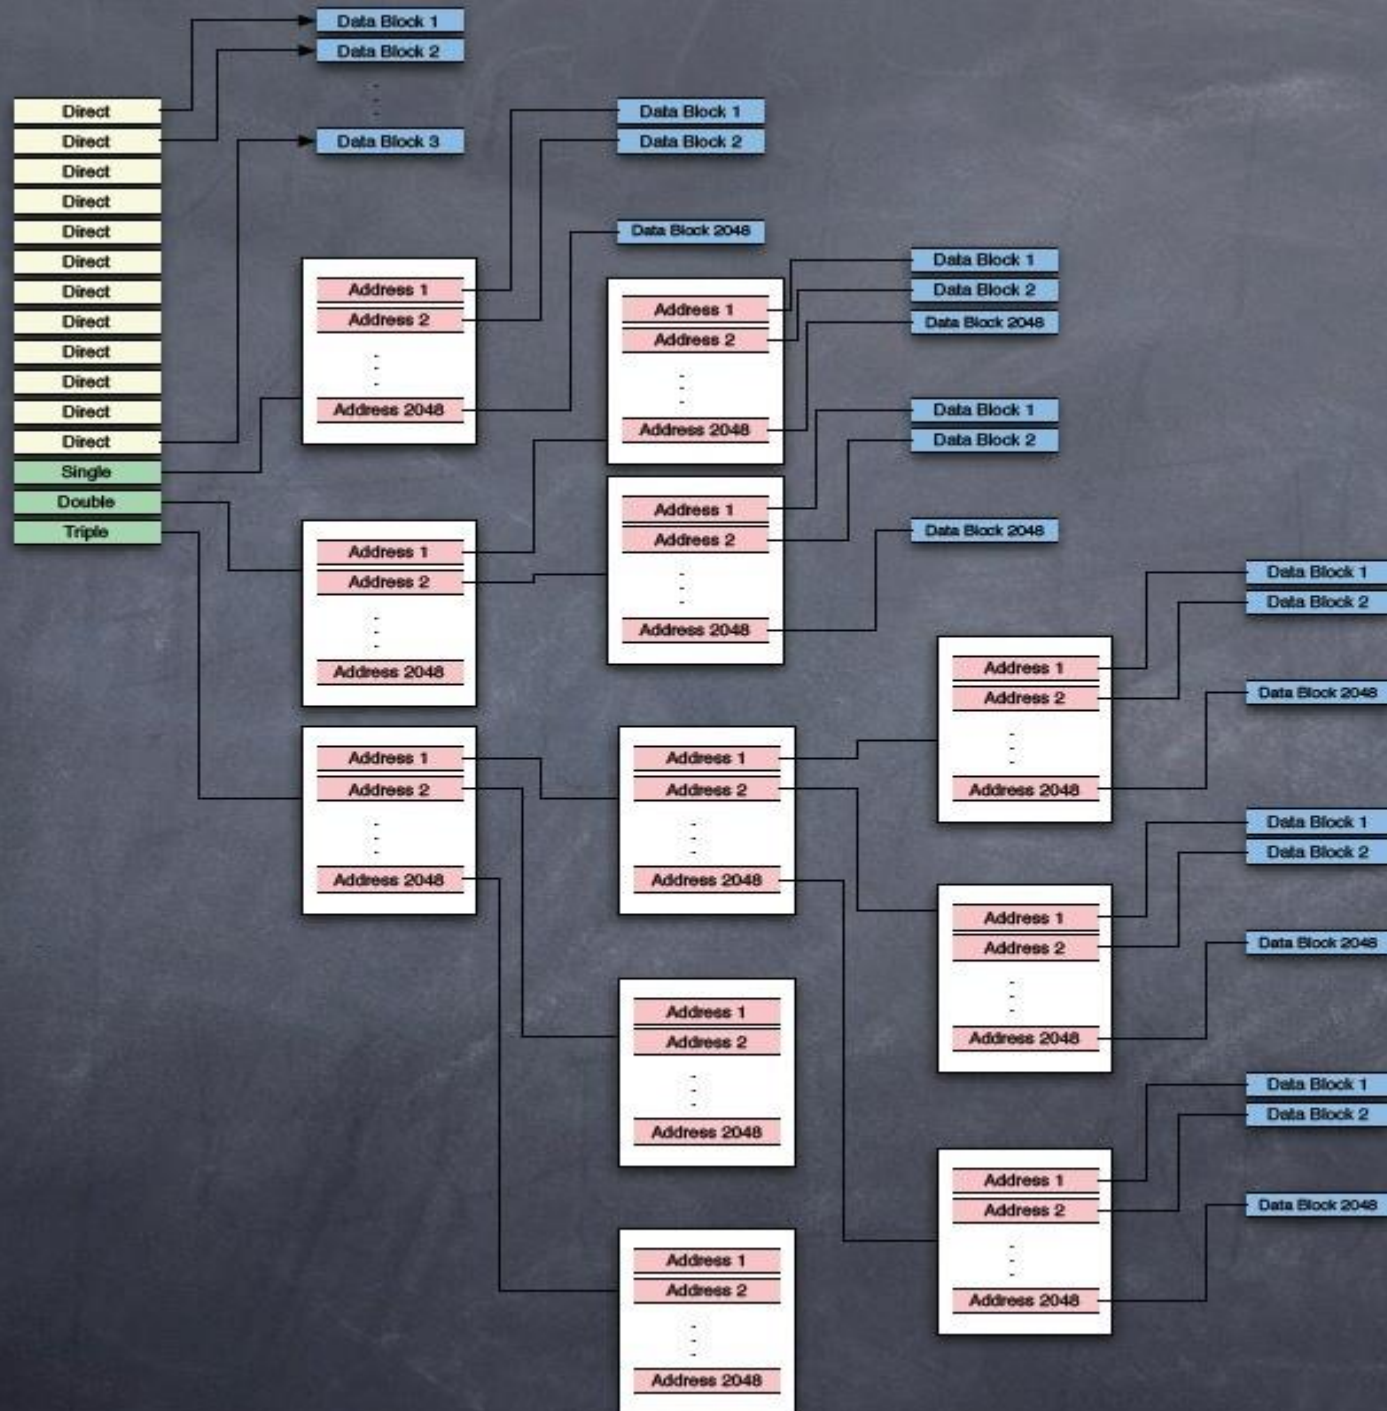 Data Block 1
Data Block 2
Data Block 3
Direct
Direct
Direct
Direct
Direct
Direct
Direct
Direct
Direct
Direct
Direct
Direct
Single
Double
Triple
Data Block 1
Data Block 2
Data Block 2048
Address 1
Address 2
Address 2048
Address 1
Address 2
Address 2048
Data Block 1
Data Block 2
Data Block 2048
Address 1
Address 2
Address 2048
Data Block 1
Data Block 2
Data Block 2048
Address 1
Address 2
Address 2048
Address 1
Address 2
Address 2048
Address 1
Address 2
Address 2048
Address 1
Address 2
Address 2048
Data Block 1
Data Block 2
Data Block 2048
Address 1
Address 2
Address 2048
Data Block 1
Data Block 2
Data Block 2048
Address 1
Address 2
Address 2048
Address 1
Address 2
Address 2048
Data Block 1
Data Block 2
Data Block 2048
Address 1
Address 2
Address 2048